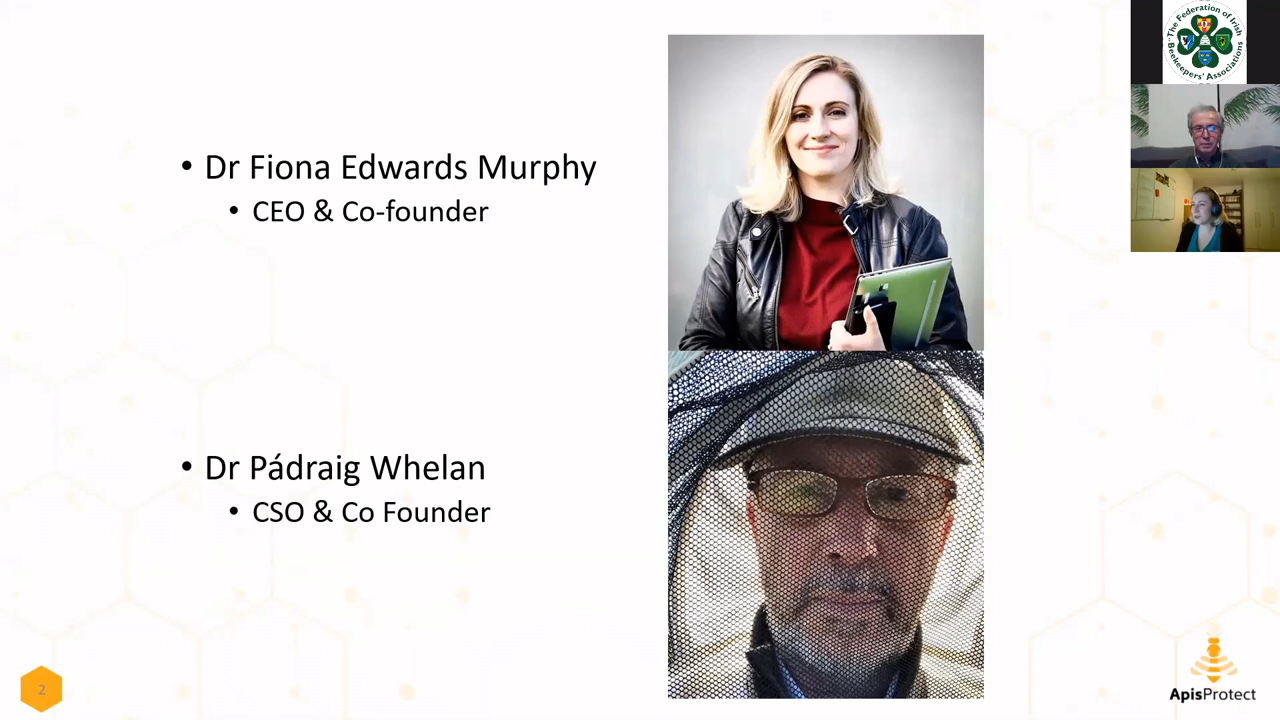 The Federation of Irish
Beekeepers' Associations
• Dr Fiona Edwards Murphy
• CEO & Co-founder
• Dr Pádraig Whelan
• CSO & Co Founder
2
ApisProtect